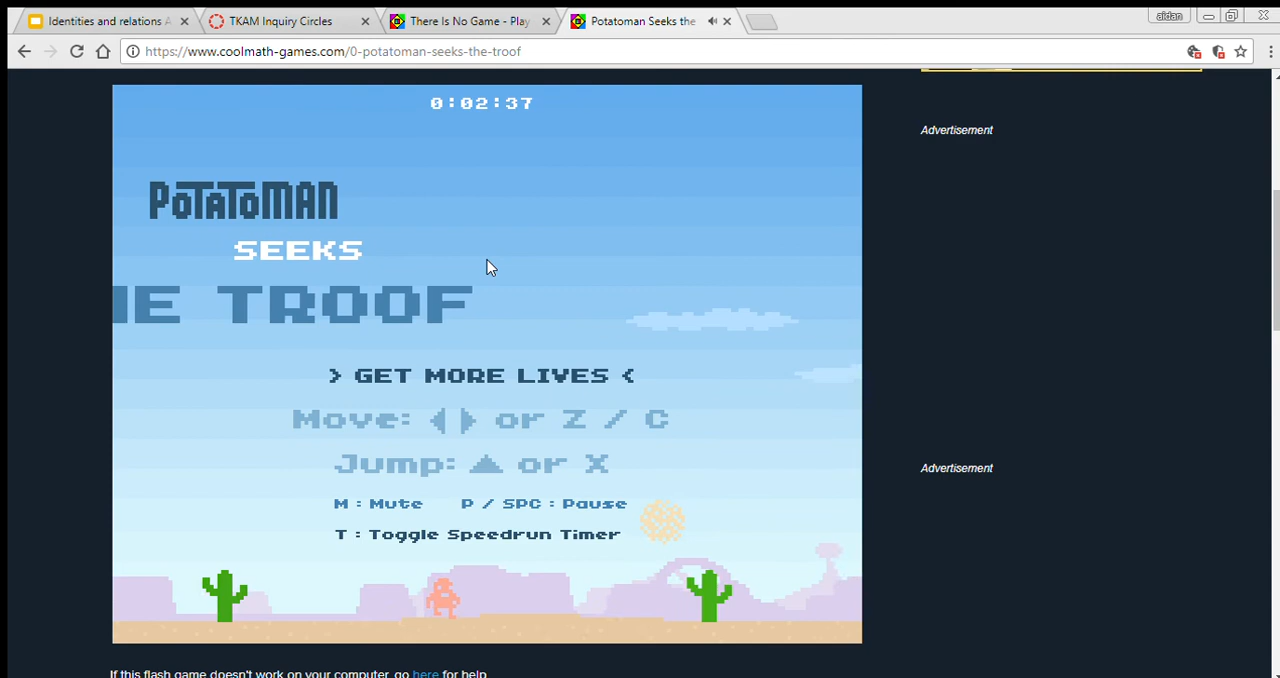 Identities and relations A
TKAM Inquiry Circles
There Is No Game - Play
Potatoman Seeks the
aidan
https://www.coolmath-games.com/0-potatoman-seeks-the-troof
0:02:37
Advertisement
POTATOMAN
SEEKS
HE TROOF
> GET MORE LIVES <
Move: ◀ ▶ or Z / C
Jump: ▲ or X
Advertisement
M : Mute P / SPC : Pause
T : Toggle Speedrun Timer
If this flash game doesn't work on your computer, go here for help